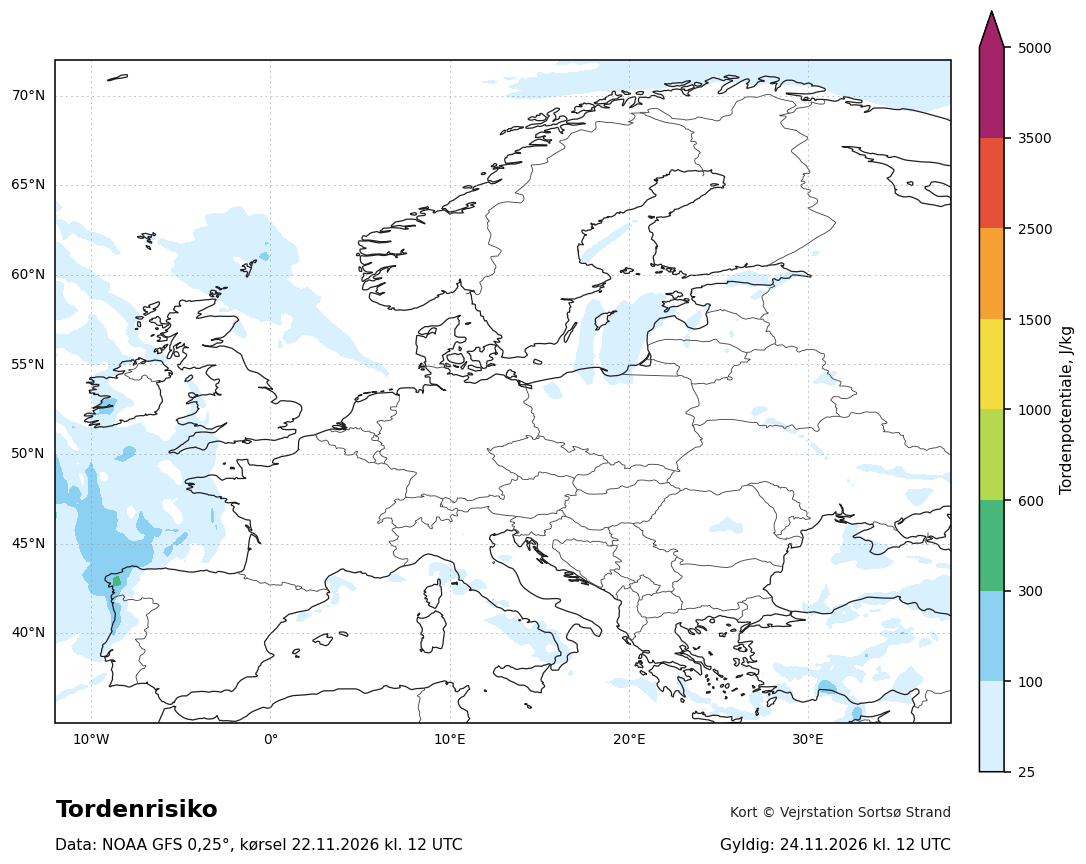 70°N
65°N
60°N
55°N
50°N
45°N
40°N
10°W
0°
10°E
20°E
30°E
5000
3500
2500
1500
1000
600
300
100
25
Tordenpotentiale, J/kg
Tordenrisiko
Kort © Vejrstation Sortsø Strand
Data: NOAA GFS 0,25°, kørsel 22.11.2026 kl. 12 UTC
Gyldig: 24.11.2026 kl. 12 UTC